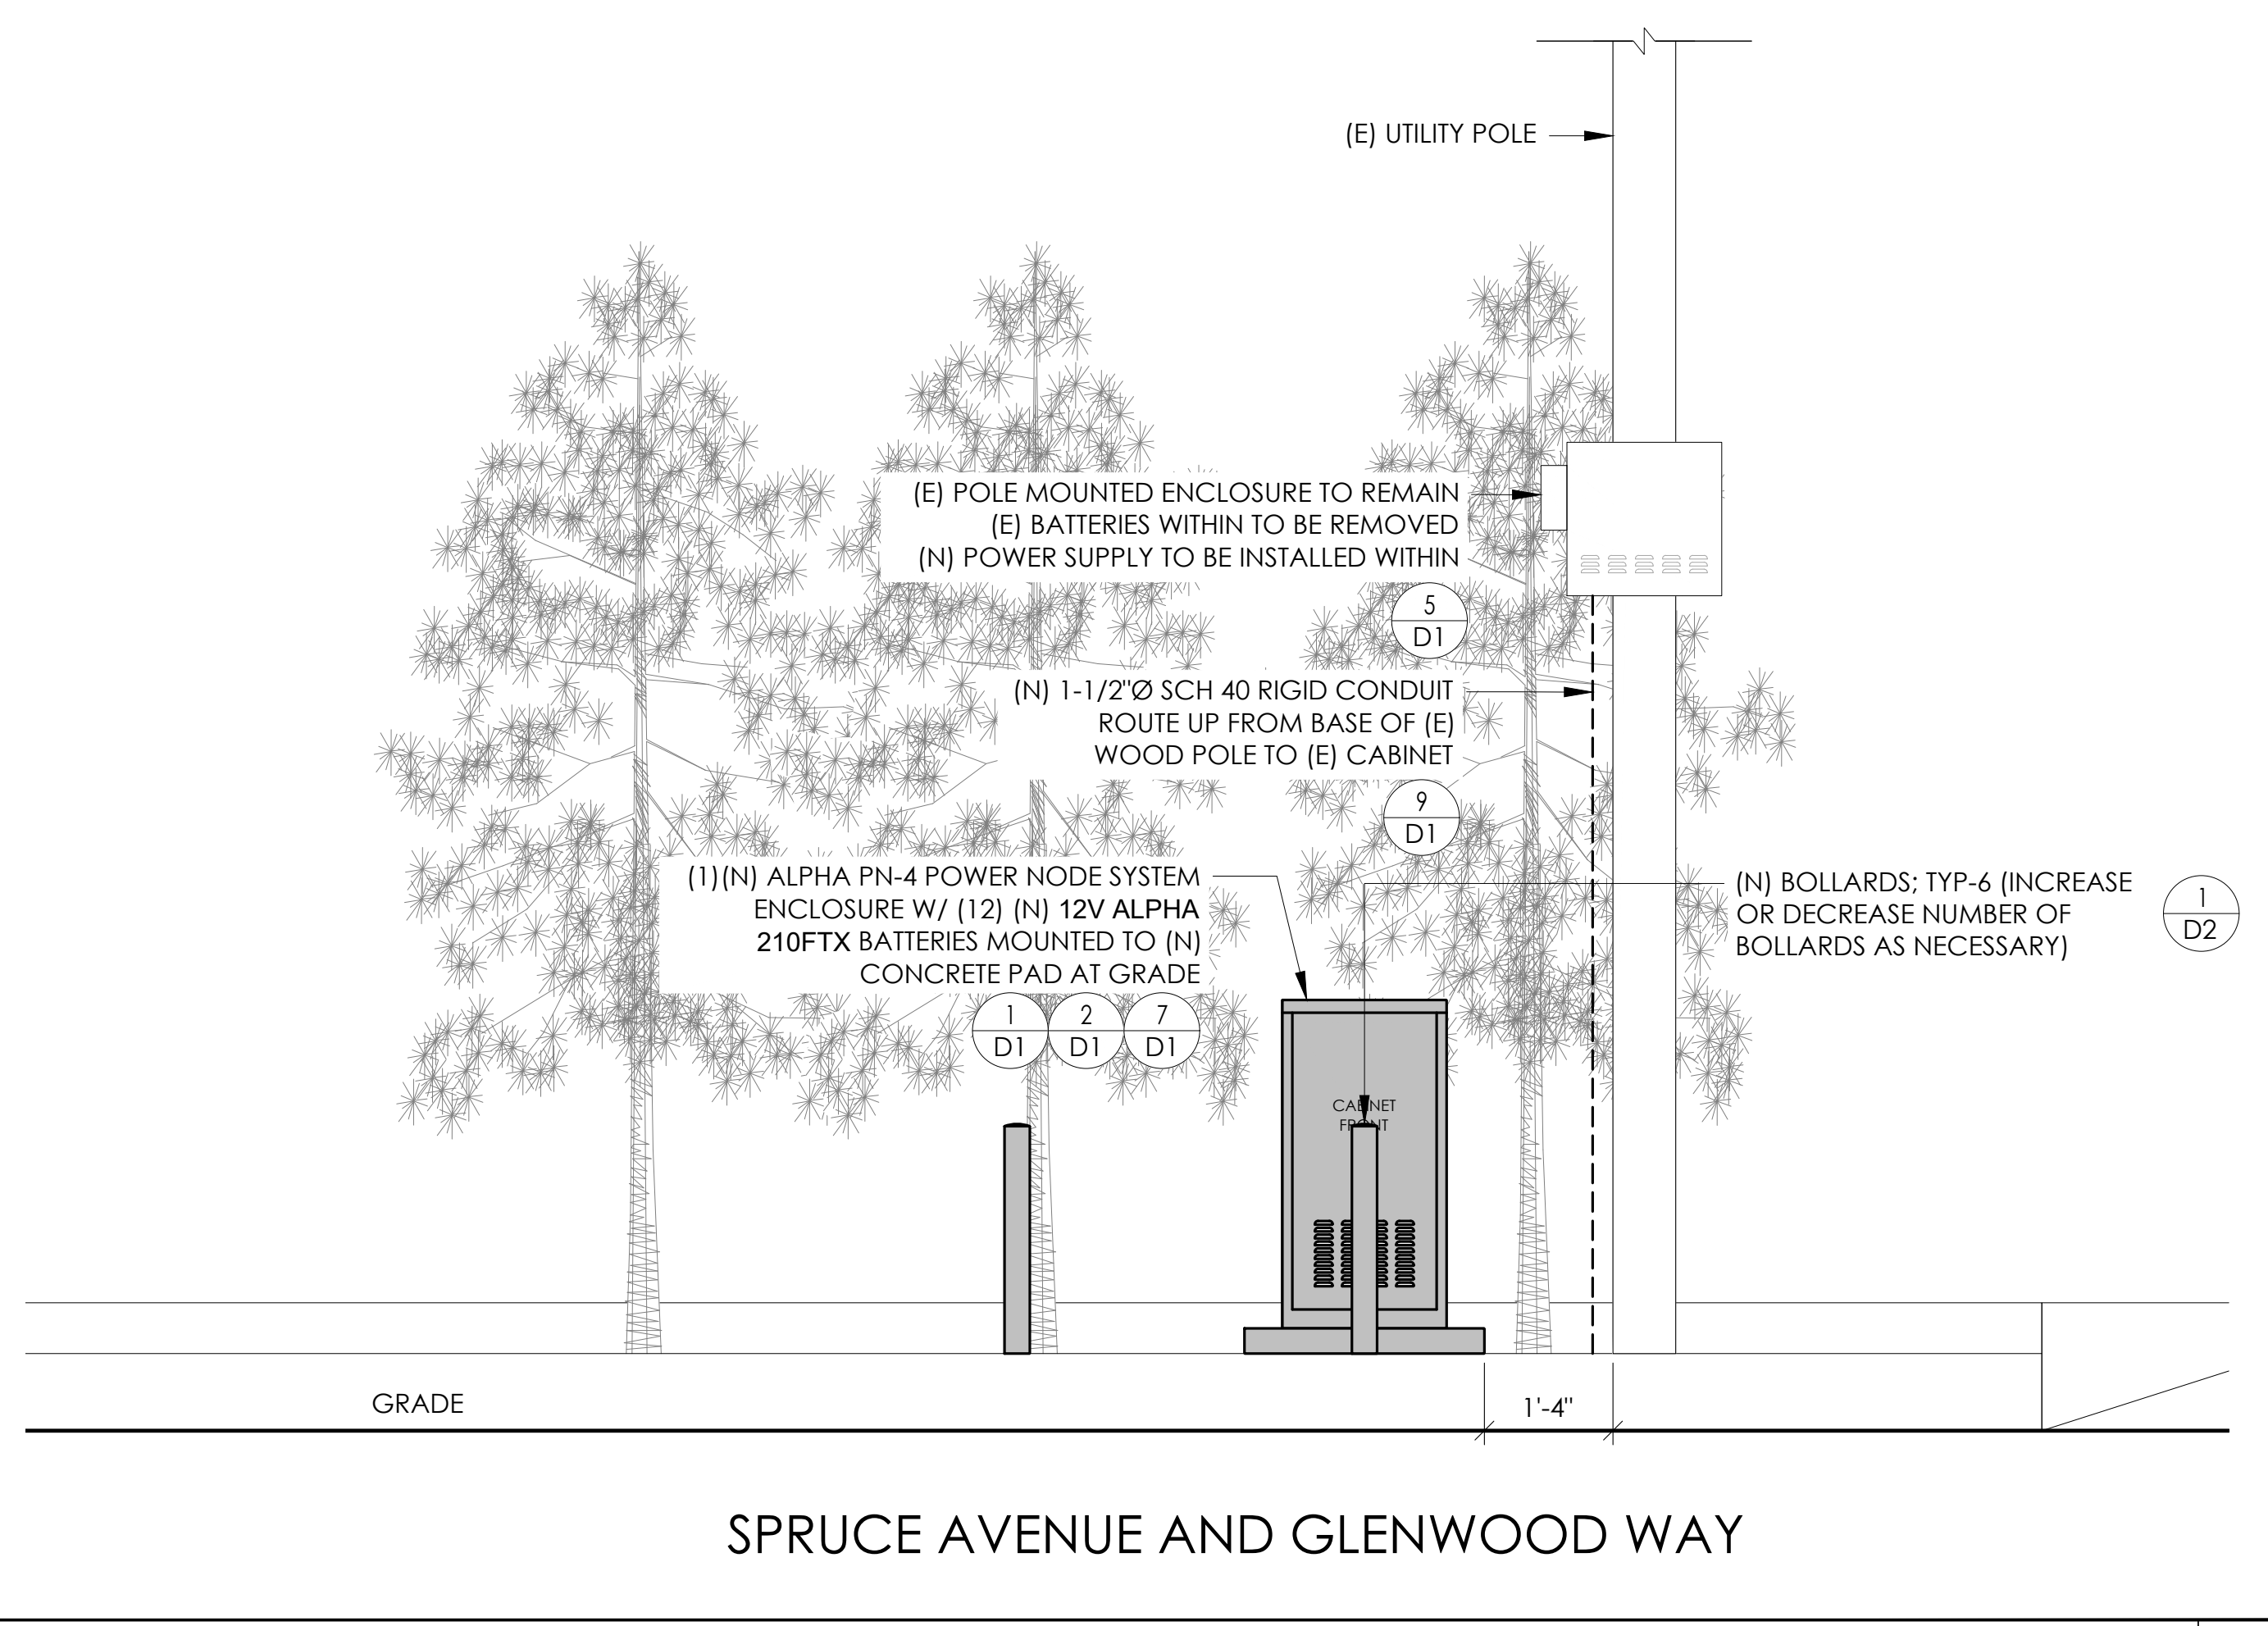 (E) UTILITY POLE
(E) POLE MOUNTED ENCLOSURE TO REMAIN
(E) BATTERIES WITHIN TO BE REMOVED
(N) POWER SUPPLY TO BE INSTALLED WITHIN
5
D1
(N) 1-1/2"Ø SCH 40 RIGID CONDUIT
ROUTE UP FROM BASE OF (E)
WOOD POLE TO (E) CABINET
9
D1
(1)(N) ALPHA PN-4 POWER NODE SYSTEM
ENCLOSURE W/ (12) (N) 12V ALPHA
210FTX BATTERIES MOUNTED TO (N)
CONCRETE PAD AT GRADE
1 2 7
D1 D1 D1
(N) BOLLARDS; TYP-6 (INCREASE
OR DECREASE NUMBER OF
BOLLARDS AS NECESSARY)
1
D2
CABINET
FRONT
GRADE
1'-4"
SPRUCE AVENUE AND GLENWOOD WAY